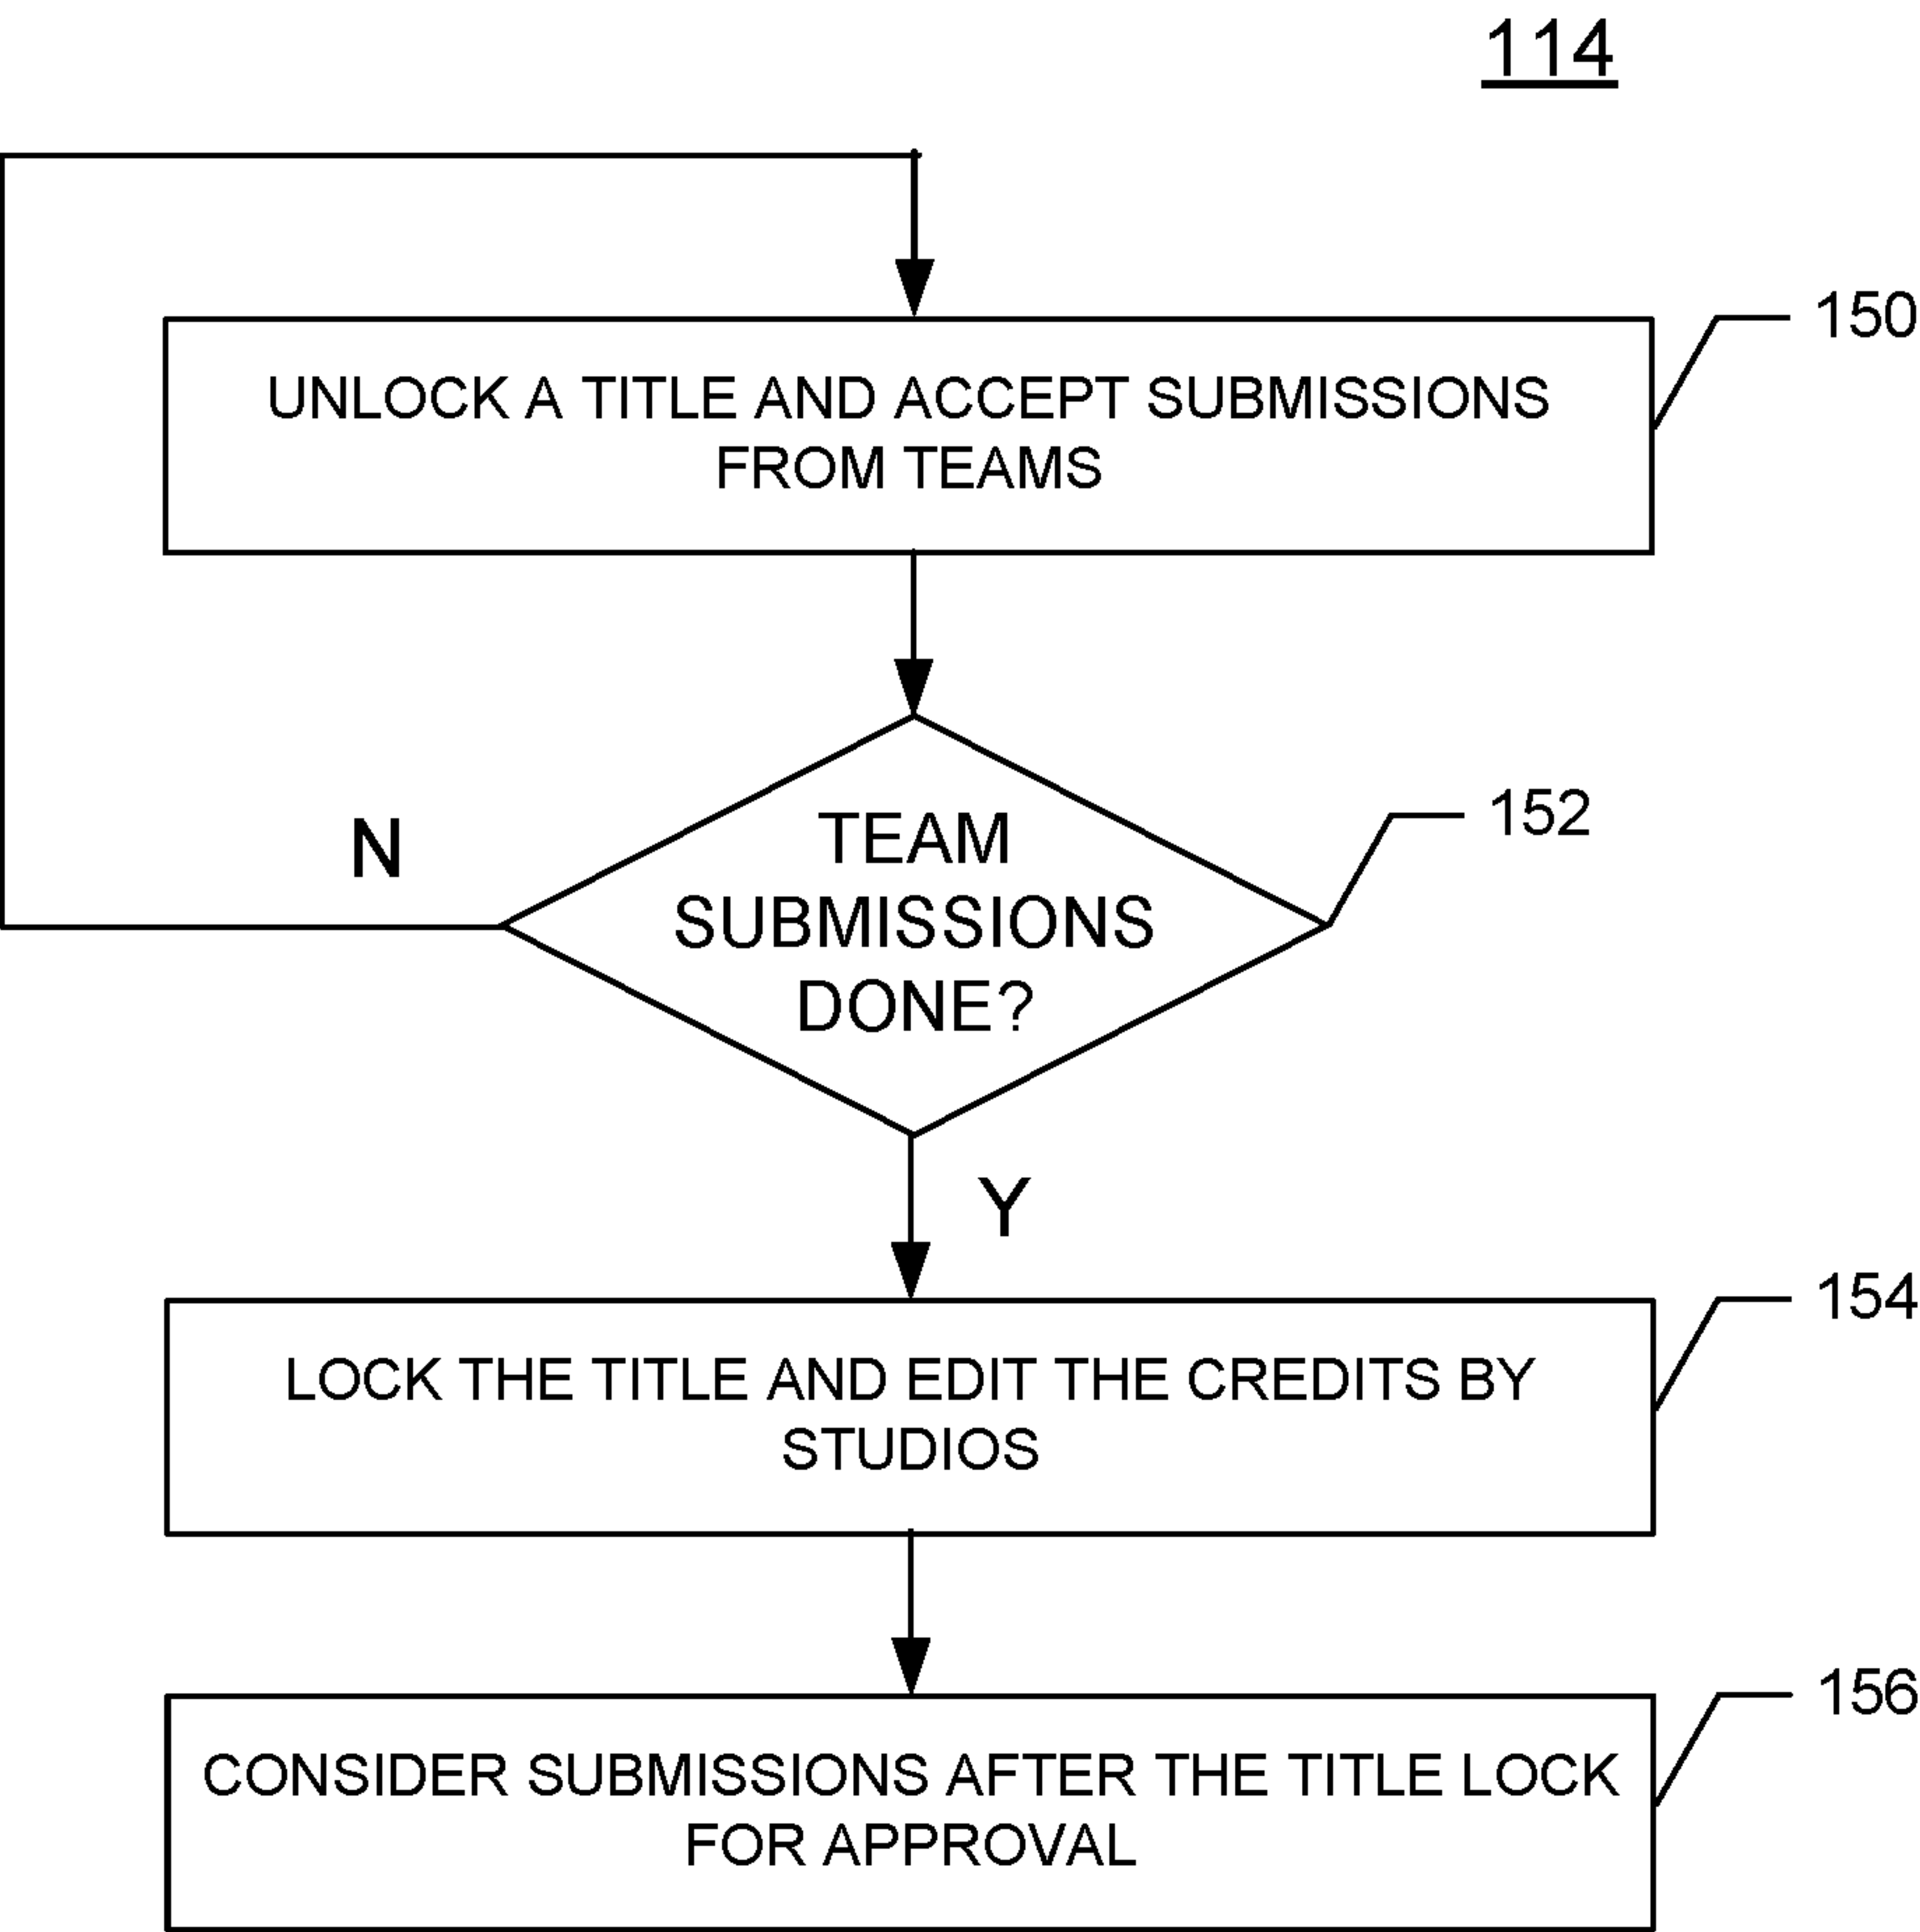 114
150
UNLOCK A TITLE AND ACCEPT SUBMISSIONS
FROM TEAMS
152
N
TEAM
SUBMISSIONS
DONE?
Y
154
LOCK THE TITLE AND EDIT THE CREDITS BY
STUDIOS
156
CONSIDER SUBMISSIONS AFTER THE TITLE LOCK
FOR APPROVAL